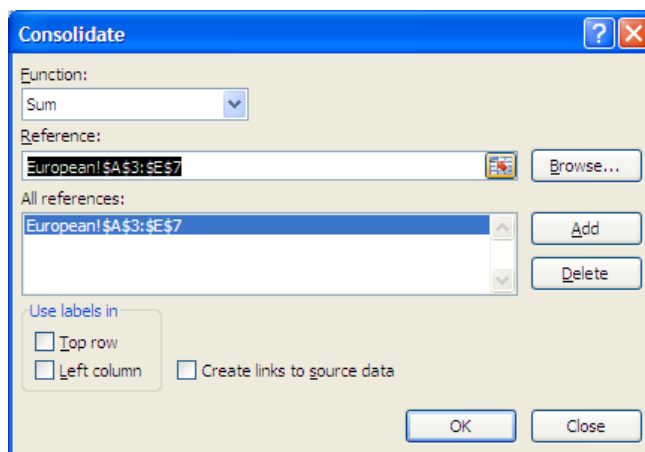 Consolidate
Function:
Sum
Reference:
European!$A$3:$E$7
Browse...
All references:
European!$A$3:$E$7
Add
Delete
Use labels in
Top row
Left column
Create links to source data
OK
Close